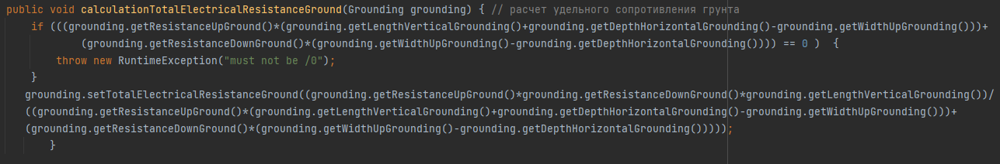 public void calculationTotalElectricalResistanceGround(Grounding grounding) { // расчет удельного сопротивления грунта
if (((grounding.getResistanceUpGround()*(grounding.getLengthVerticalGrounding()+grounding.getDepthHorizontalGrounding()-grounding.getWidthUpGrounding()))+
(grounding.getResistanceDownGround()*(grounding.getWidthUpGrounding()-grounding.getDepthHorizontalGrounding()))) == 0 )  {
throw new RuntimeException("must not be /0");
}
grounding.setTotalElectricalResistanceGround((grounding.getResistanceUpGround()*grounding.getResistanceDownGround()*grounding.getLengthVerticalGrounding())/
((grounding.getResistanceUpGround()*(grounding.getLengthVerticalGrounding()+grounding.getDepthHorizontalGrounding()-grounding.getWidthUpGrounding()))+
(grounding.getResistanceDownGround()*(grounding.getWidthUpGrounding()-grounding.getDepthHorizontalGrounding()))));
}